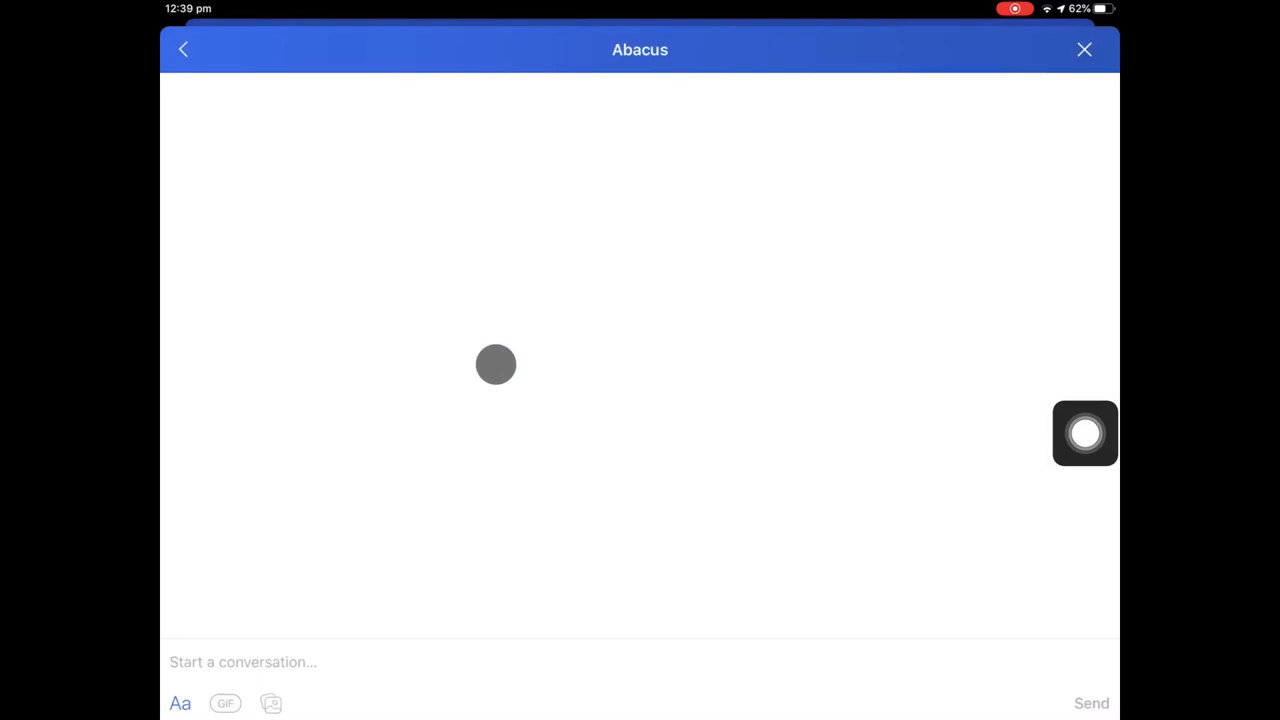 12:39 pm
62%
Abacus
Start a conversation...
Aa
GIF
Send